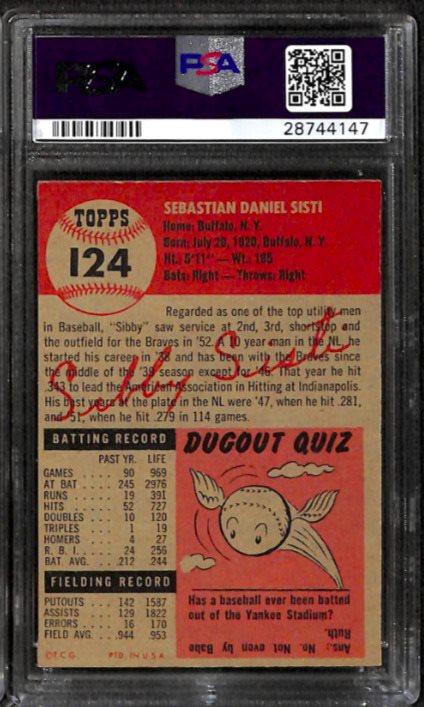 PSA
PSA
28744147
TOPPS
124
SEBASTIAN DANIEL SISTI
Home: Buffalo, N. Y.
Born: July 26, 1920, Buffalo, N. Y.
Ht.: 5'11"—Wt.: 185
Bats: Right—Throws: Right
Regarded as one of the top utility men
in Baseball, "Sibby" saw service at 2nd, 3rd, shortstop and
the outfield for the Braves in '52. A 10 year man in the NL, he
started his career in '38 and has been with the Braves since
the middle of the '39 season except for '46. That year he hit
.343 to lead the American Association in Hitting at Indianapolis.
His best years at the plate in the NL were '47, when he hit .281,
and '51, when he hit .279 in 114 games.
Sibby Sisti
BATTING RECORD
PAST YR. LIFE
GAMES 90 969
AT BAT . . . . 245 2976
RUNS . . . . 19 391
HITS . . . . 52 727
DOUBLES . . . 10 120
TRIPLES . . . 1 19
HOMERS . . . 4 27
R. B. I. . . . . 24 256
BAT. AVG. . . .212 .244
FIELDING RECORD
PUTOUTS . . . 142 1587
ASSISTS . . . 129 1822
ERRORS . . . 16 170
FIELD AVG. . . .944 .953
©T.C.G. PTD. IN U.S.A.
DUGOUT QUIZ
Has a baseball ever been batted
out of the Yankee Stadium?
Ans.: No. Not even by Babe
Ruth.